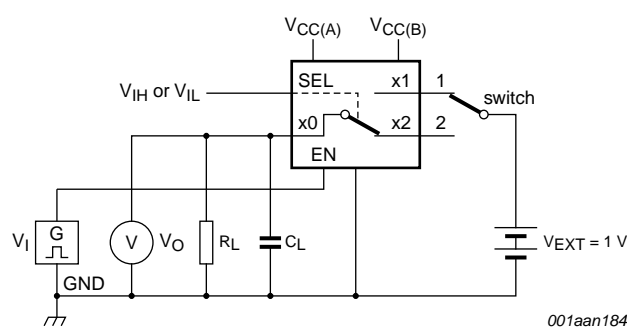 VCC(A) VCC(B)
SEL x1 1
VIH or VIL switch
x0 x2 2
EN
G
VI V VO RL CL VEXT = 1 V
GND
001aan184